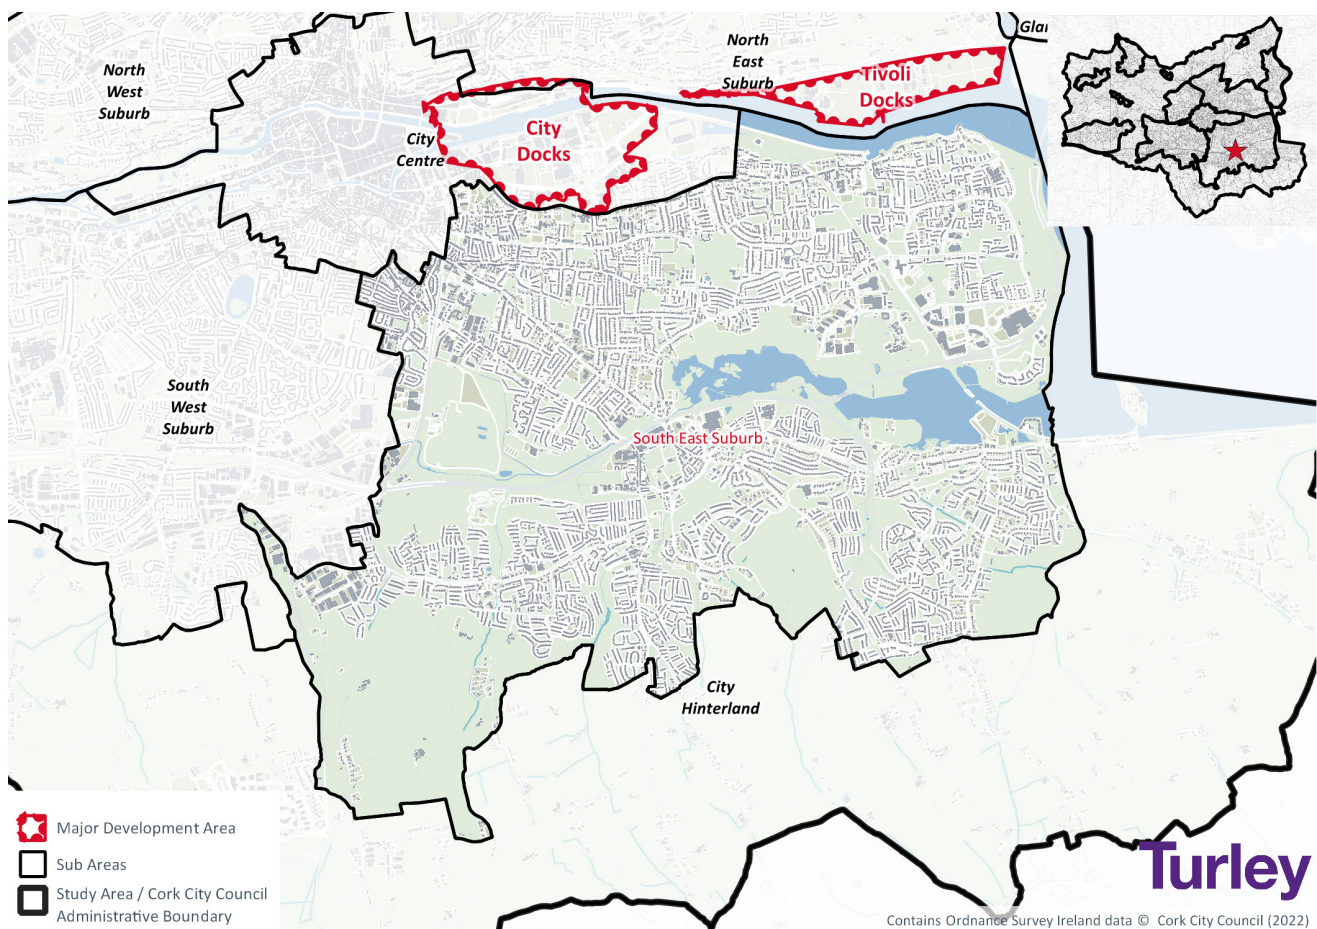 North
West
Suburb
North
East
Suburb
Tivoli
Docks
City
Docks
City
Centre
South
West
Suburb
South East Suburb
City
Hinterland
Major Development Area
Sub Areas
Study Area / Cork City Council
Administrative Boundary
Turley
Contains Ordnance Survey Ireland data © Cork City Council (2022)